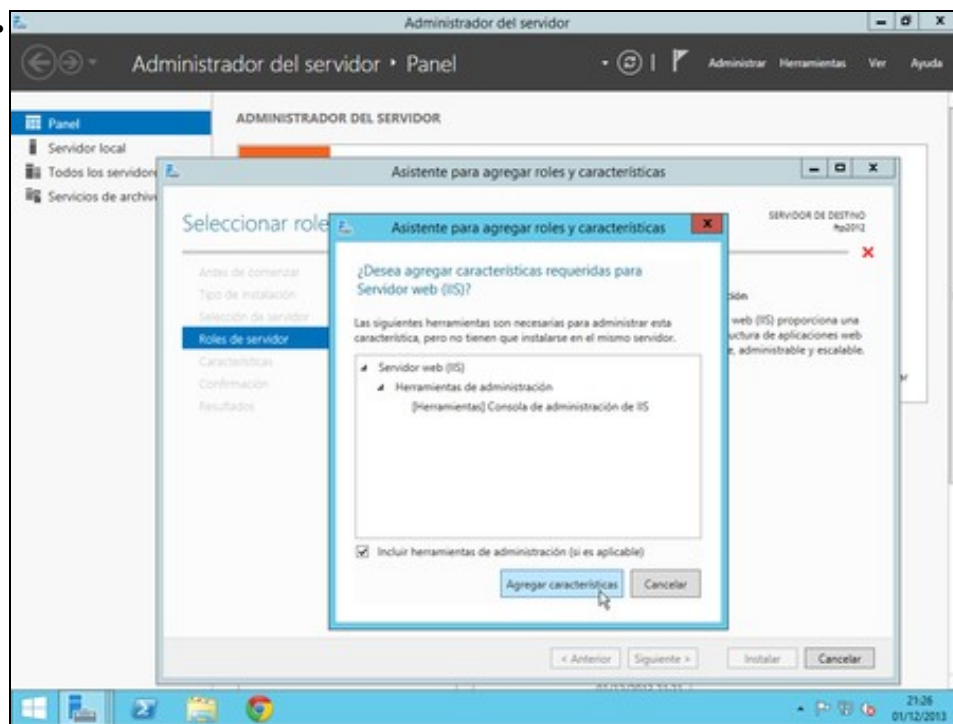 Administrador del servidor
Administrador del servidor • Panel
Administrar Herramientas Ver Ayuda
Panel
Servidor local
Todos los servidore
Servicios de archiv
ADMINISTRADOR DEL SERVIDOR
Asistente para agregar roles y características
Seleccionar role
SERVIDOR DE DESTINO
ftp2012
Antes de comenzar
Tipo de instalación
Selección de servidor
Roles de servidor
Características
Confirmación
Resultados
web (IIS) proporciona una
uctura de aplicaciones web
e, administrable y escalable.
Asistente para agregar roles y características
¿Desea agregar características requeridas para
Servidor web (IIS)?
Las siguientes herramientas son necesarias para administrar esta
característica, pero no tienen que instalarse en el mismo servidor.
Servidor web (IIS)
Herramientas de administración
[Herramientas] Consola de administración de IIS
Incluir herramientas de administración (si es aplicable)
Agregar características Cancelar
< Anterior Siguiente > Instalar Cancelar
21:26
01/12/2013